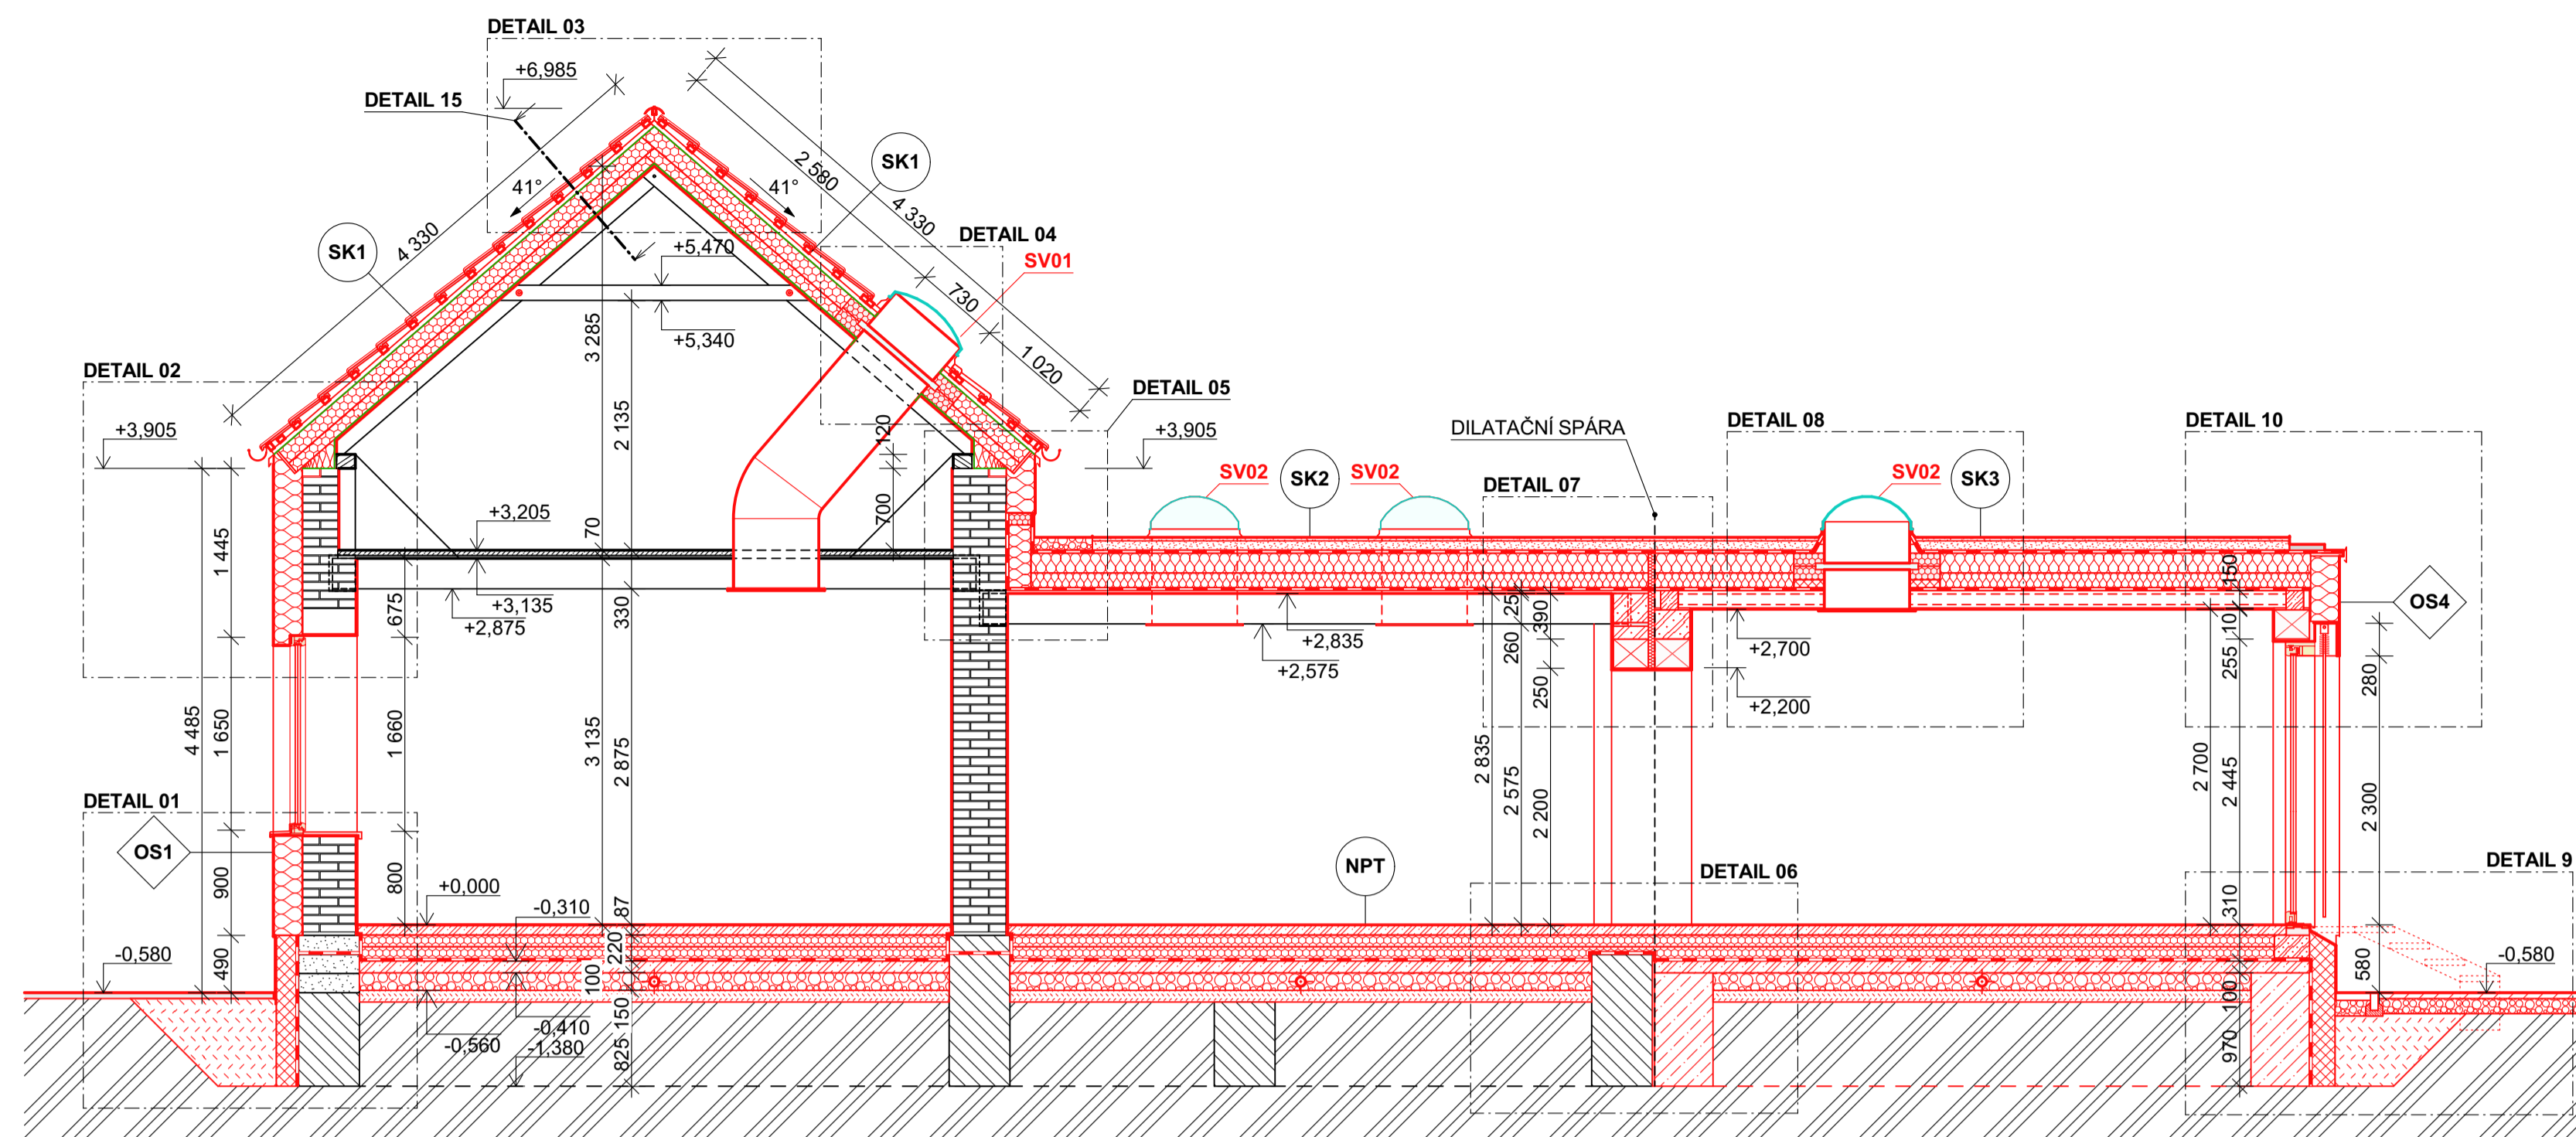 DETAIL 03
+6,985
DETAIL 15
2 580
4 330
SK1
41°
41°
4 330
SK1
DETAIL 04
+5,470
SV01
730
+5,340
3 285
1 020
DETAIL 02
DETAIL 05
2 135
120
+3,905
+3,905
DILATAČNÍ SPÁRA
DETAIL 08
DETAIL 10
SV02
SK2
SV02
SV02
SK3
DETAIL 07
+3,205
70
700
1 445
150
675
+3,135
+2,875
330
25
390
260
+2,835
+2,575
10
OS4
+2,700
255
280
250
+2,200
4 485
1 650
1 660
3 135
2 875
2 835
2 575
2 200
2 700
2 445
2 300
DETAIL 01
OS1
900
800
NPT
DETAIL 9
DETAIL 06
+0,000
-0,310
87
310
-0,580
490
220
100
580
-0,580
-0,410
-0,560
-1,380
150
825
100
970